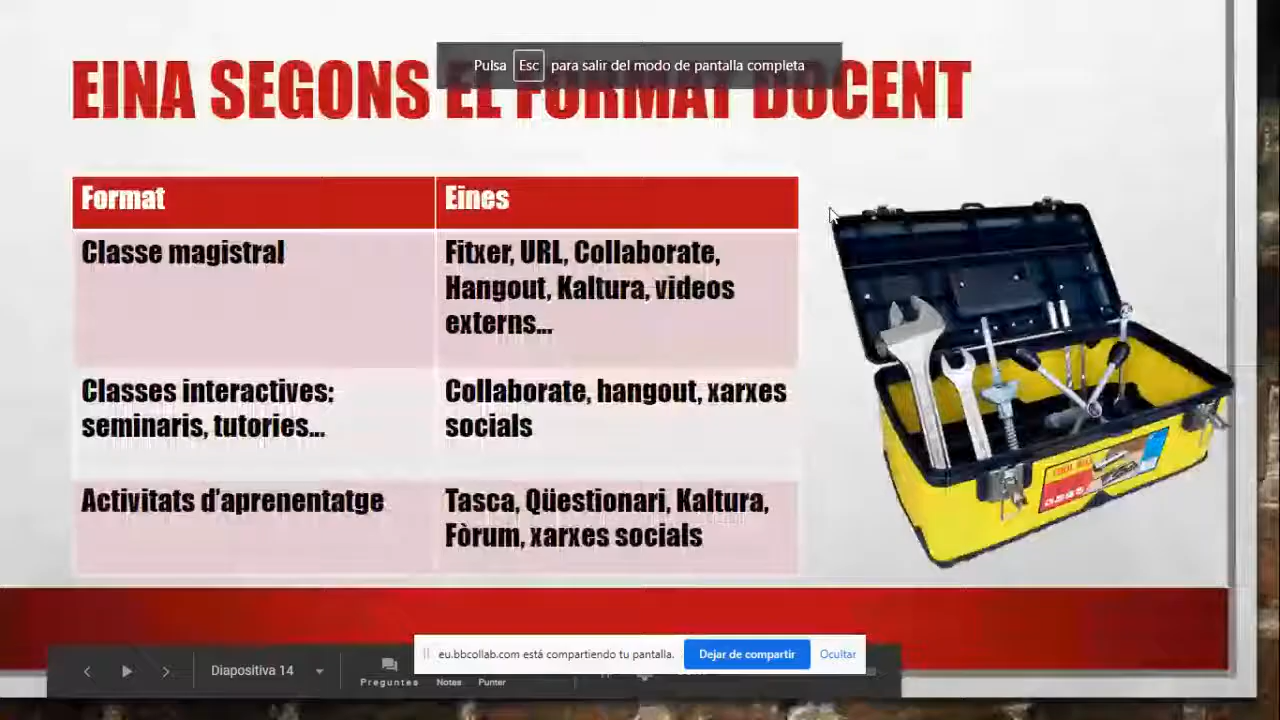 Pulsa Esc para salir del modo de pantalla completa
EINA SEGONS EL FORMAT DOCENT
Format
Eines
Classe magistral
Fitxer, URL, Collaborate,
Hangout, Kaltura, videos
externs...
Classes interactives:
seminaris, tutories...
Collaborate, hangout, xarxes
socials
Activitats d'aprenentatge
Tasca, Qüestionari, Kaltura,
Fòrum, xarxes socials
eu.bbcollab.com está compartiendo tu pantalla.
Dejar de compartir
Ocultar
Diapositiva 14
Preguntes
Notes
Punter